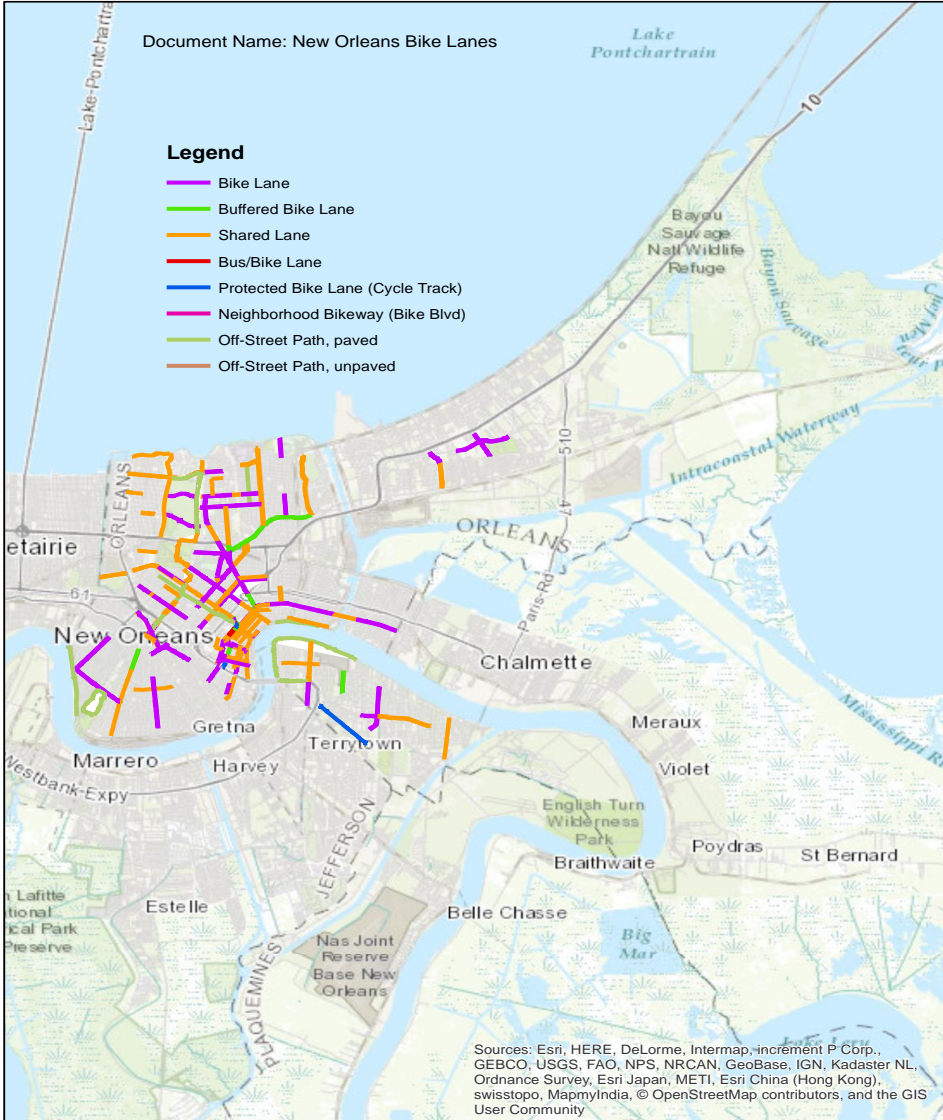 Document Name: New Orleans Bike Lanes
Lake
Pontchartrain
Lake-Pontchartra
10
Legend
Bike Lane
Buffered Bike Lane
Shared Lane
Bus/Bike Lane
Protected Bike Lane (Cycle Track)
Neighborhood Bikeway (Bike Blvd)
Off-Street Path, paved
Off-Street Path, unpaved
Bayou
Sauvage
Natl Wildlife
Refuge
Bayou Sauvage
Intracoastal Waterway
510
47
ORLEANS
ORLEANS
etairie
61
Paris-Rd
New Orleans
Chalmette
Mississippi R
Gretna
Meraux
Terrytown
Marrero
Harvey
Violet
Westbank-Expy
English Turn
Wilderness
Park
JEFFERSON
Poydras
St Bernard
Braithwaite
n Lafitte
tional
ical Park
Preserve
Estelle
Belle Chasse
Nas Joint
Reserve
Base New
Orleans
Big
Mar
PLAQUEMINES
Sources: Esri, HERE, DeLorme, Intermap, increment P Corp.,
GEBCO, USGS, FAO, NPS, NRCAN, GeoBase, IGN, Kadaster NL,
Ordnance Survey, Esri Japan, METI, Esri China (Hong Kong),
swisstopo, MapmyIndia, © OpenStreetMap contributors, and the GIS
User Community